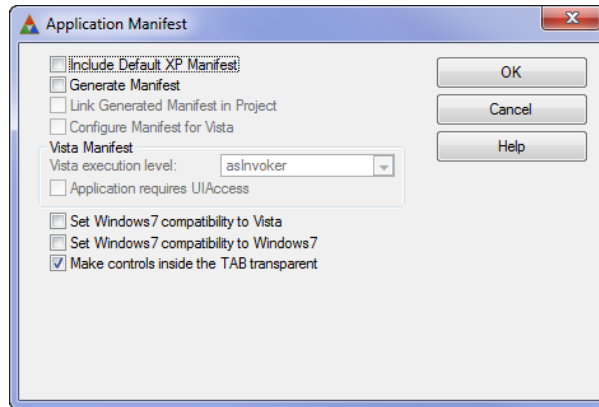 Application Manifest
Include Default XP Manifest
Generate Manifest
Link Generated Manifest in Project
Configure Manifest for Vista
Vista Manifest
Vista execution level: asInvoker
Application requires UIAccess
Set Windows7 compatibility to Vista
Set Windows7 compatibility to Windows7
Make controls inside the TAB transparent
OK
Cancel
Help